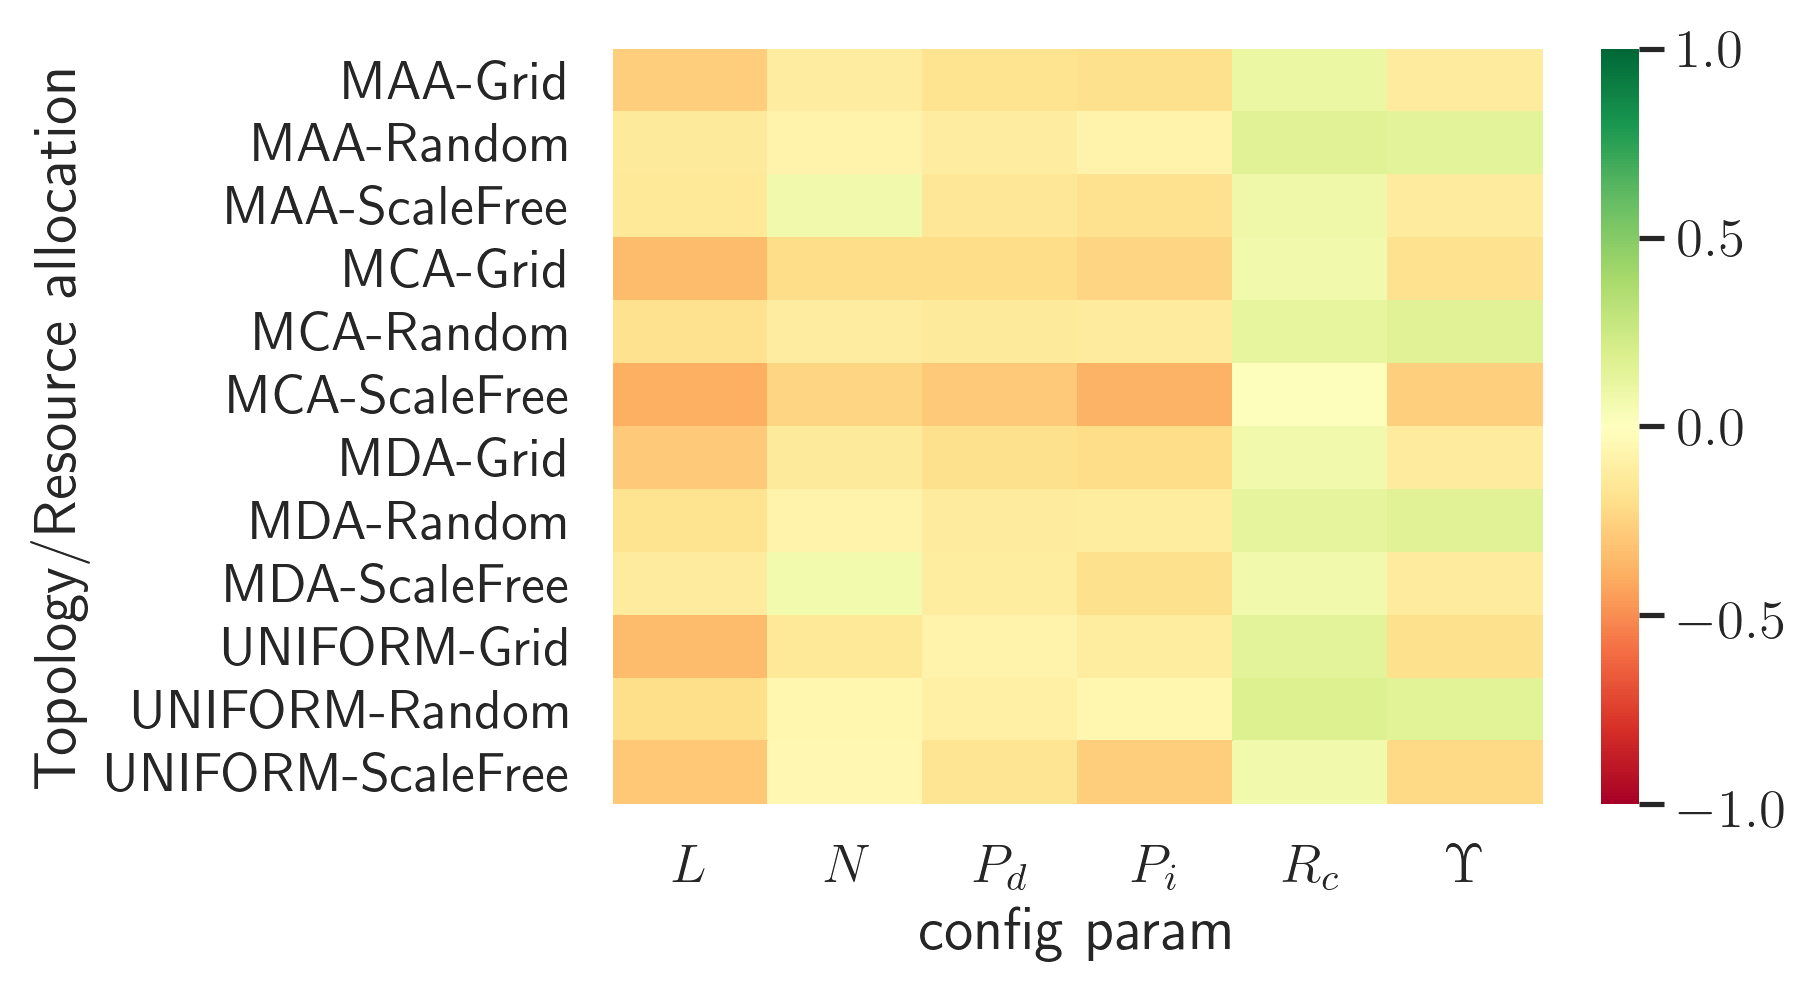 Topology/Resource allocation
MAA-Grid
MAA-Random
MAA-ScaleFree
MCA-Grid
MCA-Random
MCA-ScaleFree
MDA-Grid
MDA-Random
MDA-ScaleFree
UNIFORM-Grid
UNIFORM-Random
UNIFORM-ScaleFree
L N P_d P_i R_c ϒ
config param
1.0
0.5
0.0
−0.5
−1.0